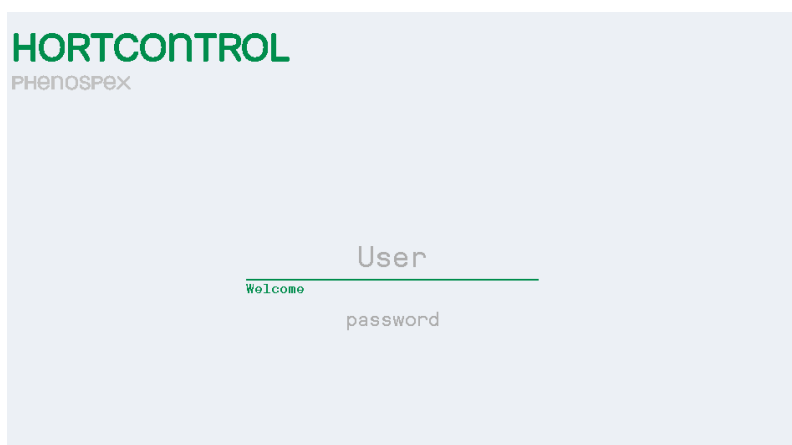 HORTCONTROL
PHENOSPEX
User
Welcome
password